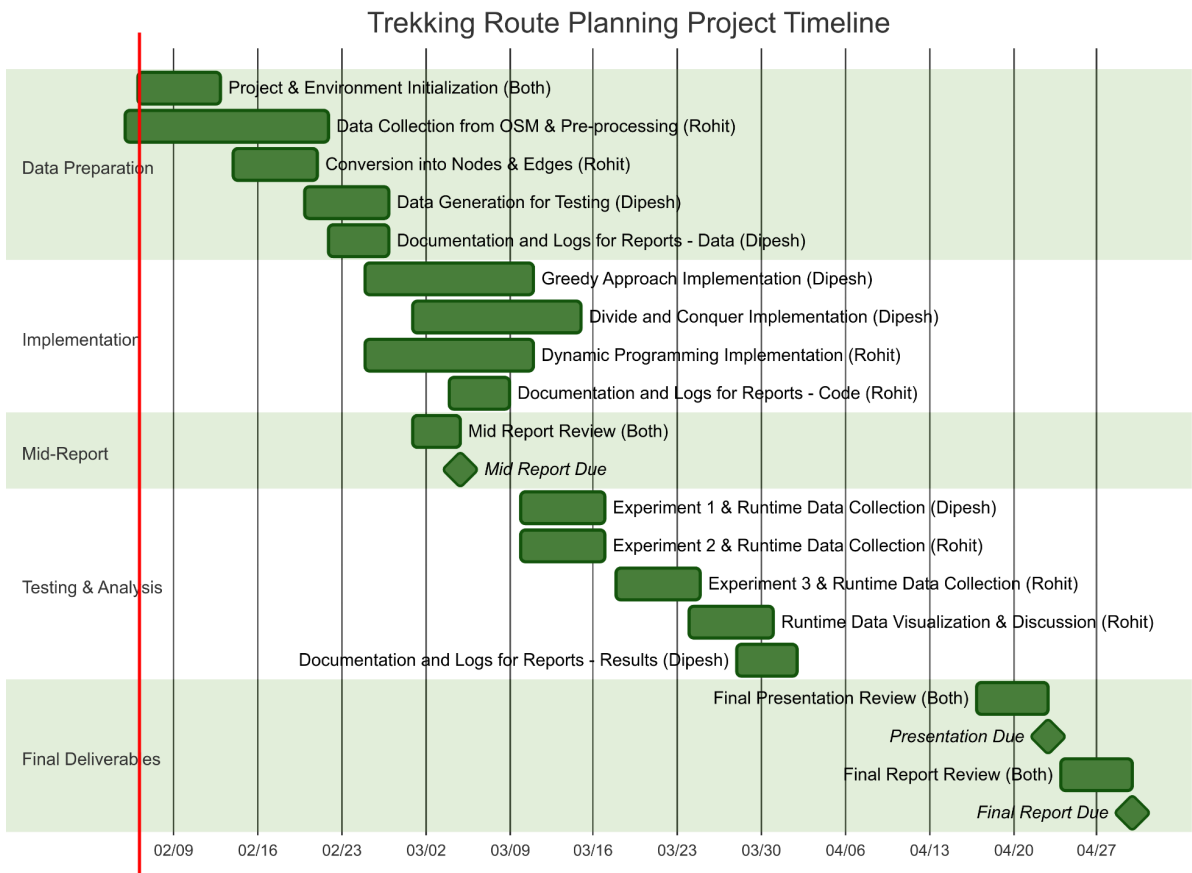 Trekking Route Planning Project Timeline
Project & Environment Initialization (Both)
Data Collection from OSM & Pre-processing (Rohit)
Data Preparation
Conversion into Nodes & Edges (Rohit)
Data Generation for Testing (Dipesh)
Documentation and Logs for Reports - Data (Dipesh)
Greedy Approach Implementation (Dipesh)
Divide and Conquer Implementation (Dipesh)
Implementation
Dynamic Programming Implementation (Rohit)
Documentation and Logs for Reports - Code (Rohit)
Mid Report Review (Both)
Mid-Report
Mid Report Due
Experiment 1 & Runtime Data Collection (Dipesh)
Experiment 2 & Runtime Data Collection (Rohit)
Testing & Analysis
Experiment 3 & Runtime Data Collection (Rohit)
Runtime Data Visualization & Discussion (Rohit)
Documentation and Logs for Reports - Results (Dipesh)
Final Presentation Review (Both)
Presentation Due
Final Deliverables
Final Report Review (Both)
Final Report Due
02/09 02/16 02/23 03/02 03/09 03/16 03/23 03/30 04/06 04/13 04/20 04/27